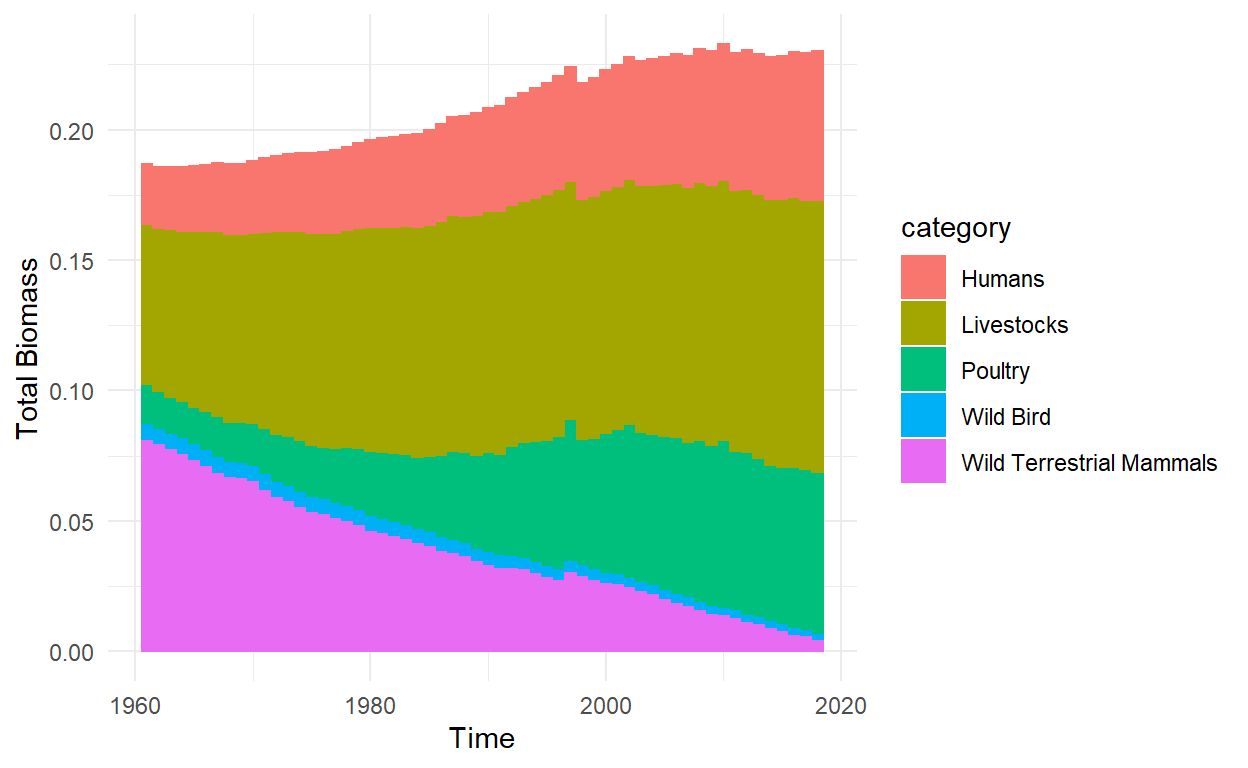 0.20
0.15
0.10
0.05
0.00
Total Biomass
1960
1980
2000
2020
Time
category
Humans
Livestocks
Poultry
Wild Bird
Wild Terrestrial Mammals